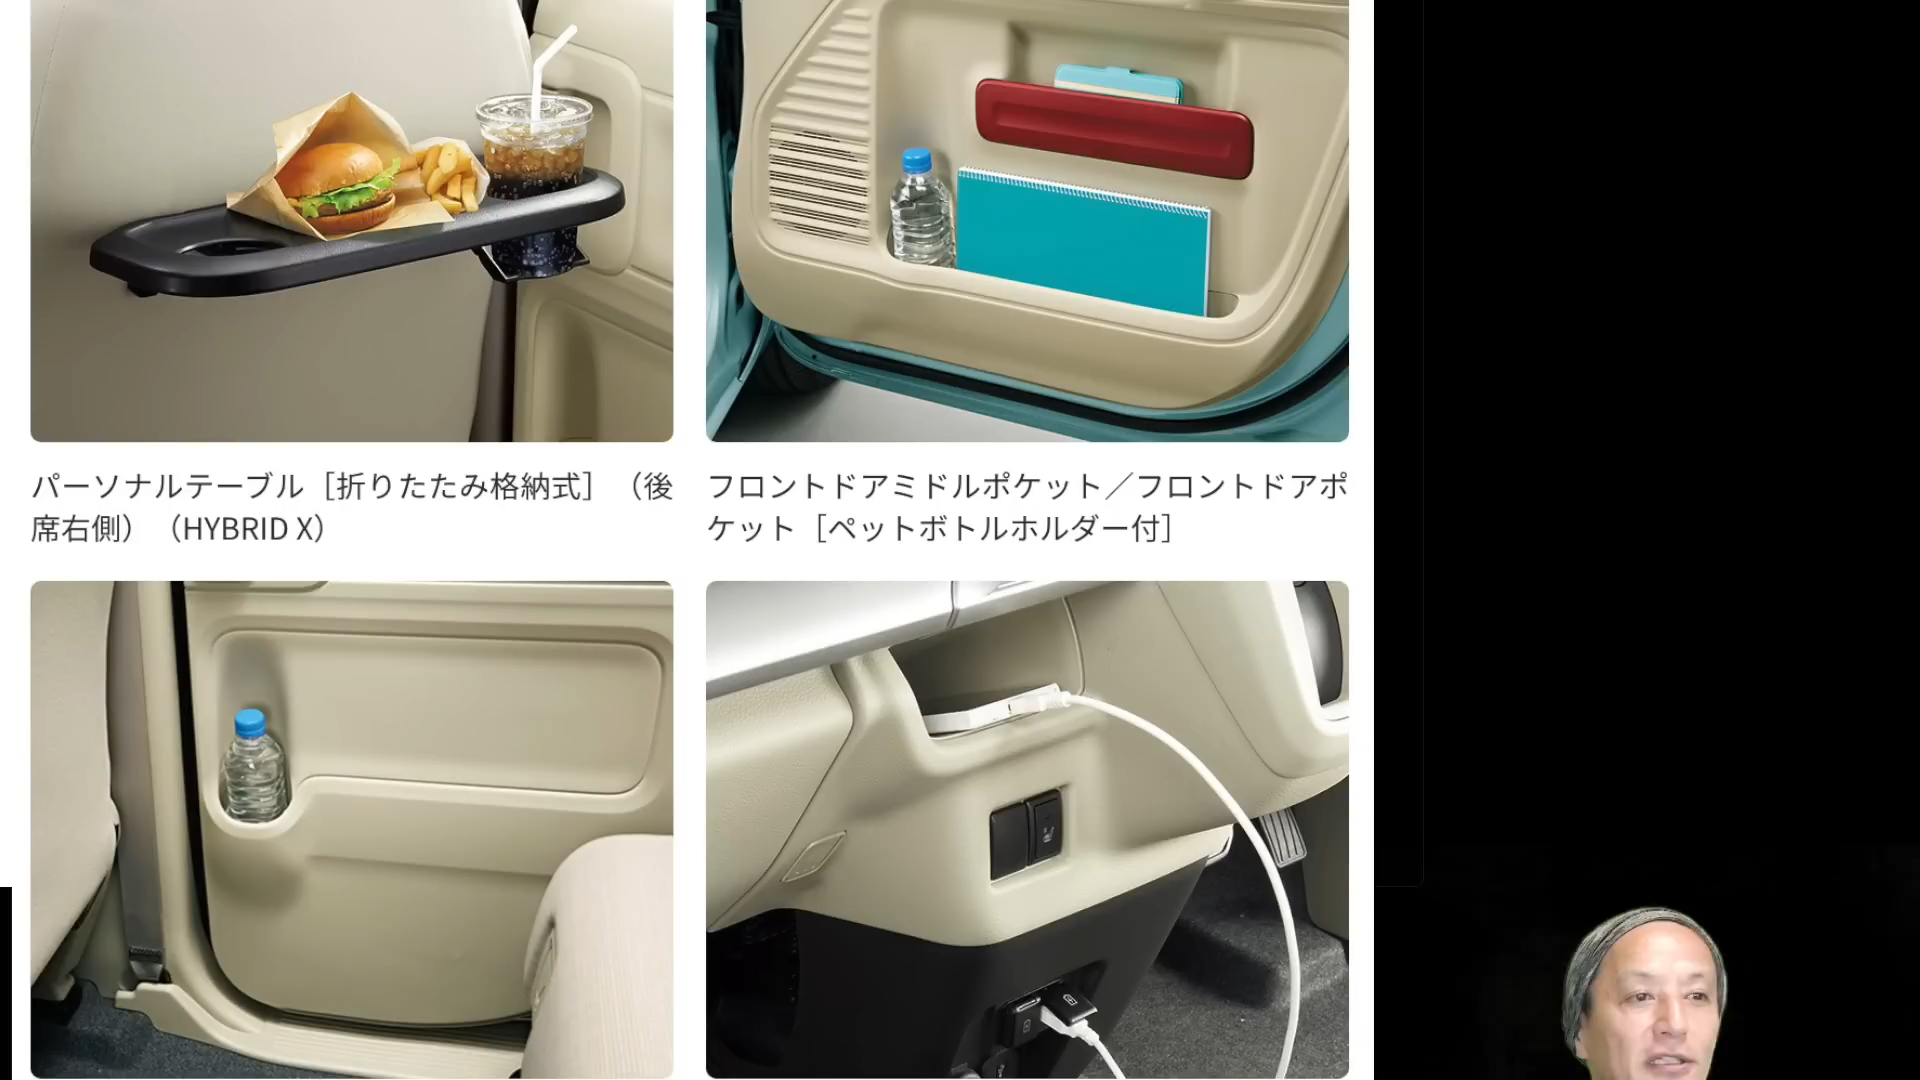 パーソナルテーブル［折りたたみ格納式］（後
席右側）（HYBRID X）
フロントドアミドルポケット／フロントドアポ
ケット［ペットボトルホルダー付］